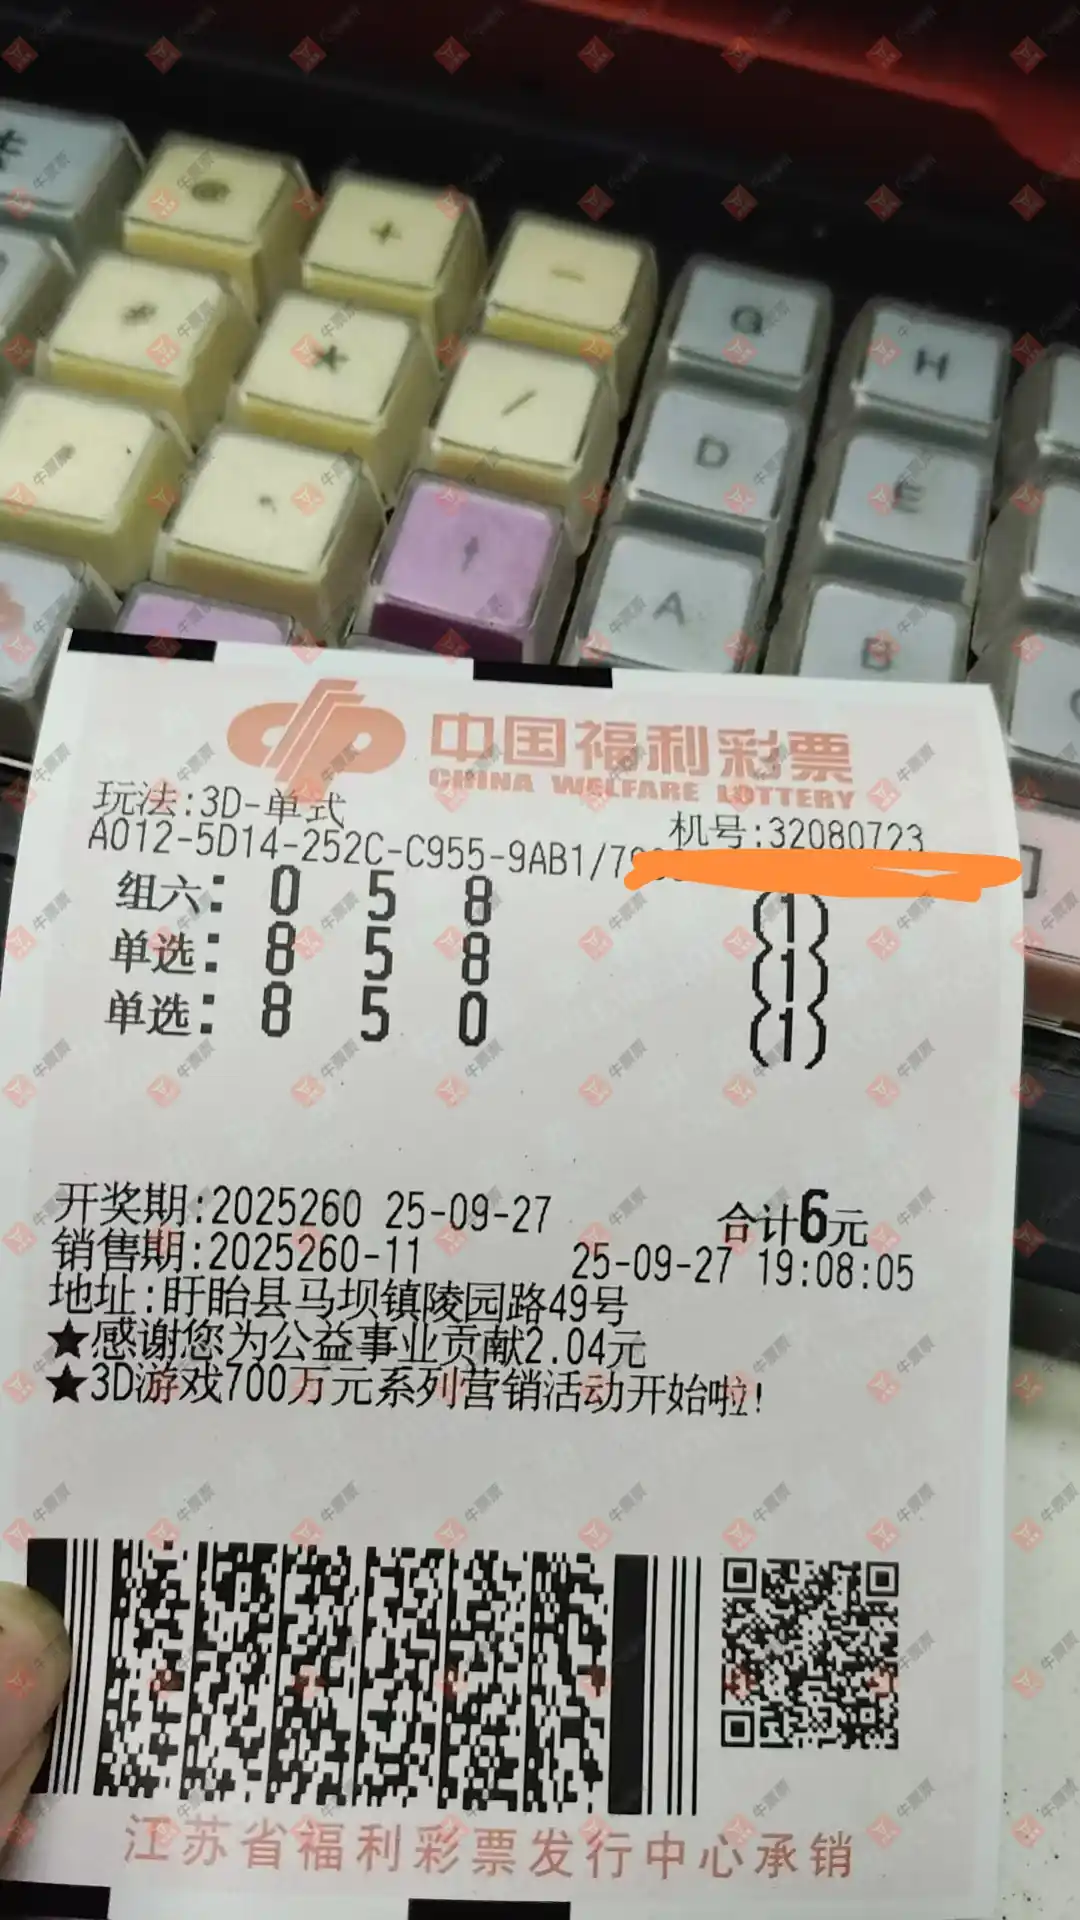 @
+
-
G
H
#
*
/
D
E
↑
A
B
中国福利彩票
CHINA WELFARE LOTTERY
玩法:3D-单式
机号:32080723
A012-5D14-252C-C955-9AB1/7
组六: 0 5 8 (1)
单选: 8 5 8 (1)
单选: 8 5 0 (1)
开奖期:2025260 25-09-27 合计6元
销售期:2025260-11 25-09-27 19:08:05
地址:盱眙县马坝镇陵园路49号
★感谢您为公益事业贡献2.04元
★3D游戏700万元系列营销活动开始啦!
江苏省福利彩票发行中心承销
牛票票